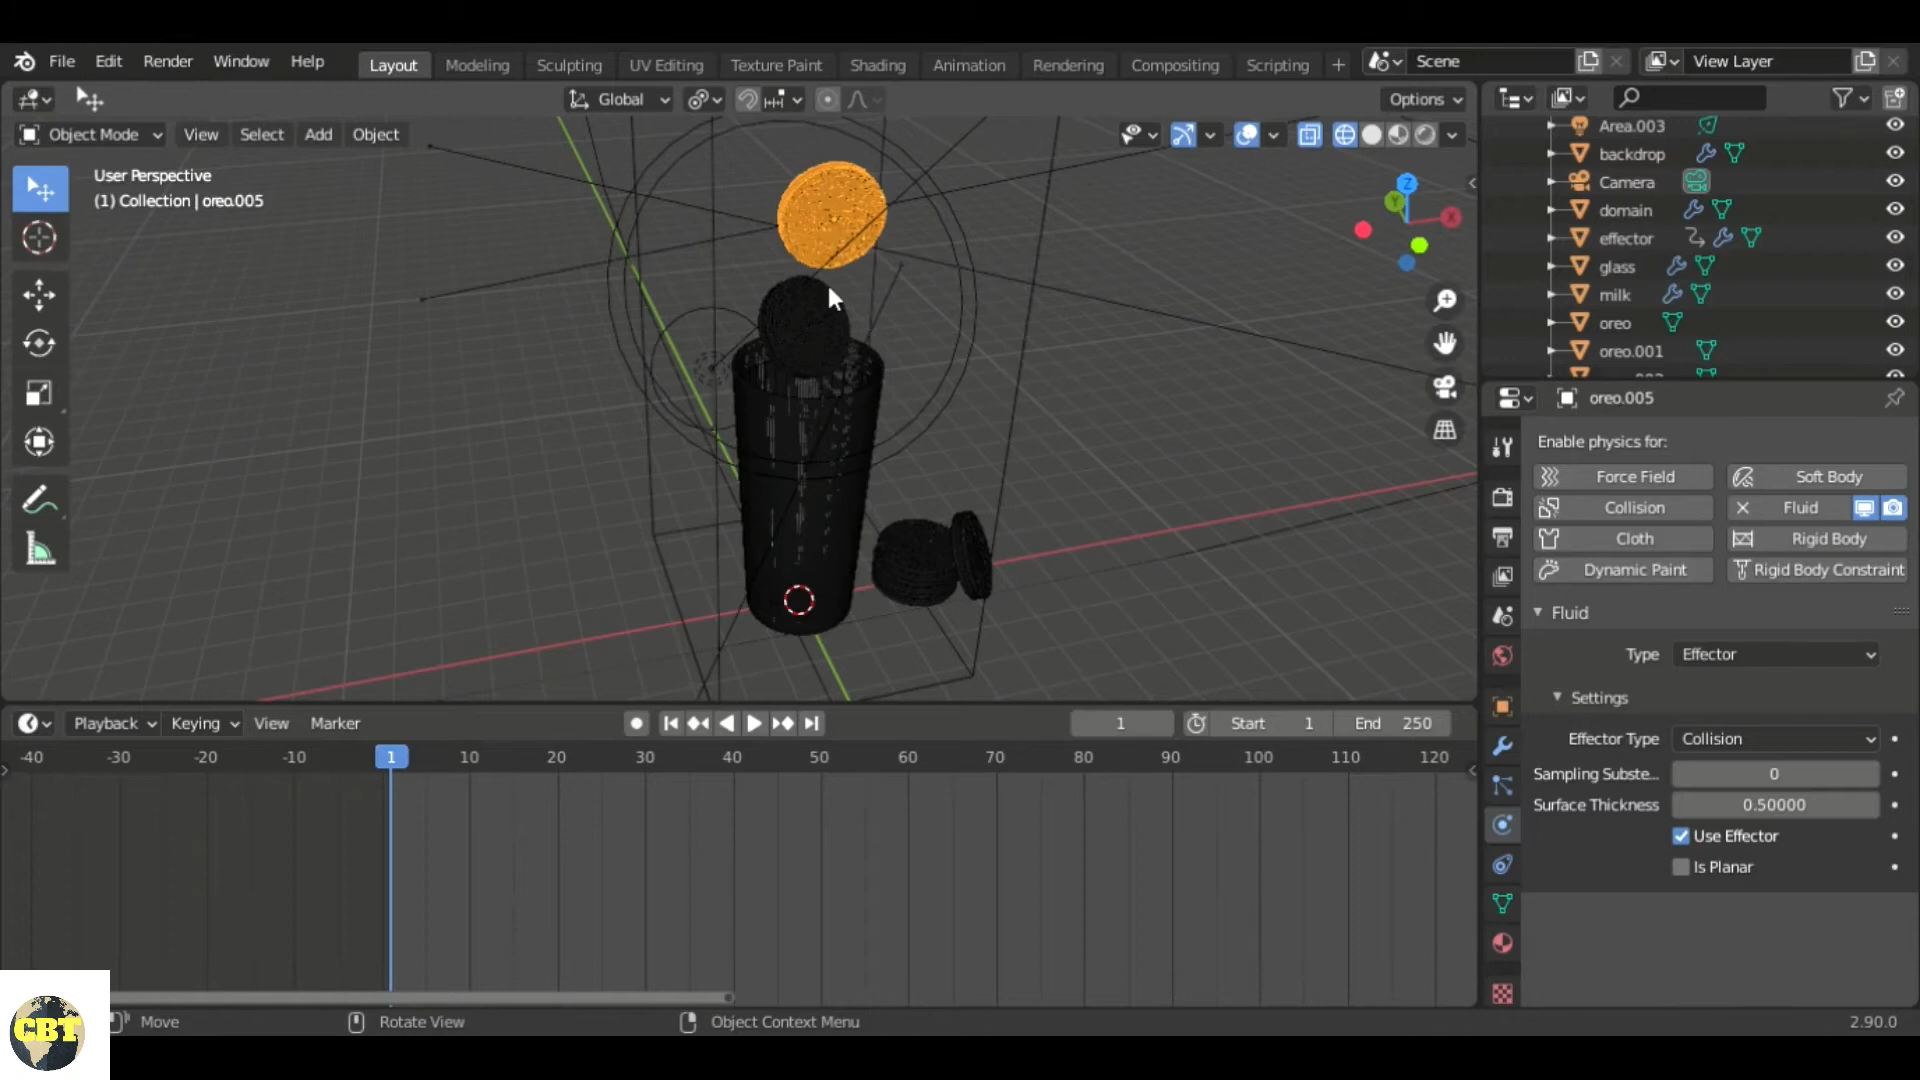 File Edit Render Window Help Layout Modeling Sculpting UV Editing Texture Paint Shading Animation Rendering Compositing Scripting + Scene View Layer
Global Options
Object Mode View Select Add Object
User Perspective
(1) Collection | oreo.005
Z
Y
X
Area.003
backdrop
Camera
domain
effector
glass
milk
oreo
oreo.001
oreo.005
Enable physics for:
Force Field Soft Body
Collision Fluid
Cloth Rigid Body
Dynamic Paint Rigid Body Constraint
Fluid
Type Effector
Settings
Effector Type Collision
Sampling Subste... 0
Surface Thickness 0.50000
Use Effector
Is Planar
Playback Keying View Marker 1 Start 1 End 250
-40 -30 -20 -10 1 10 20 30 40 50 60 70 80 90 100 110 120
CBT
Move Rotate View Object Context Menu 2.90.0